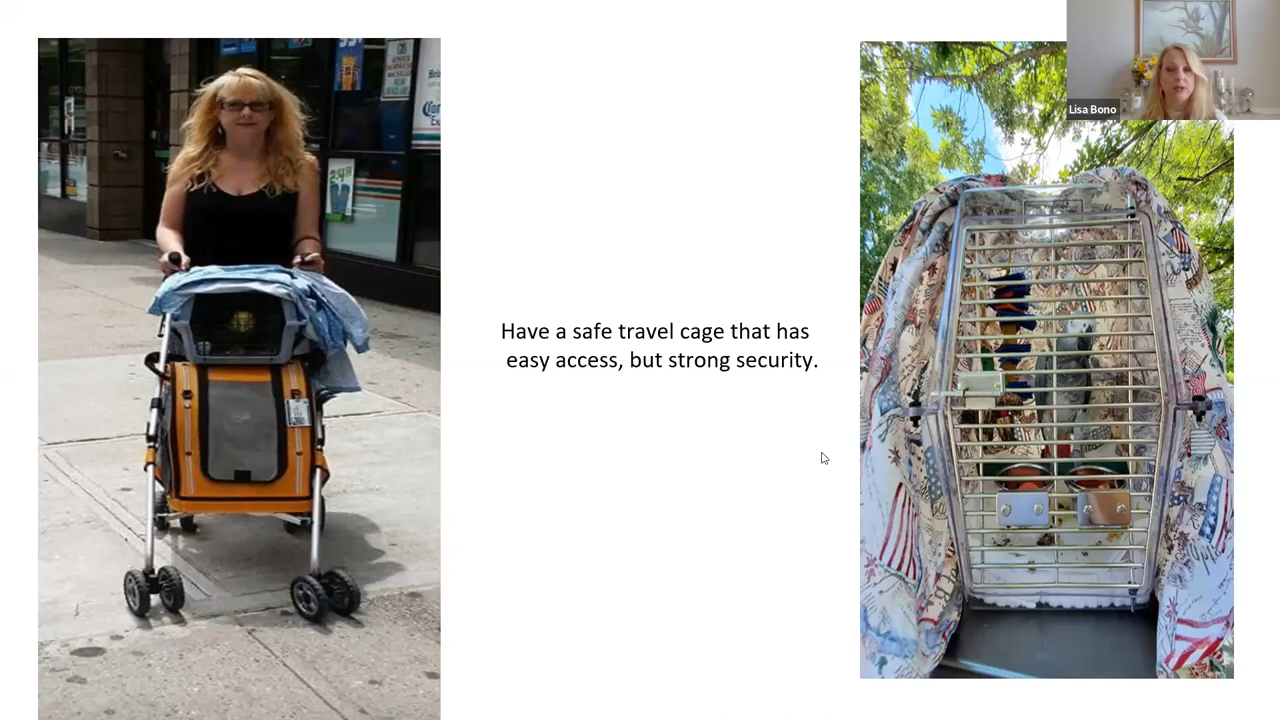 Lisa Bono
Have a safe travel cage that has
easy access, but strong security.